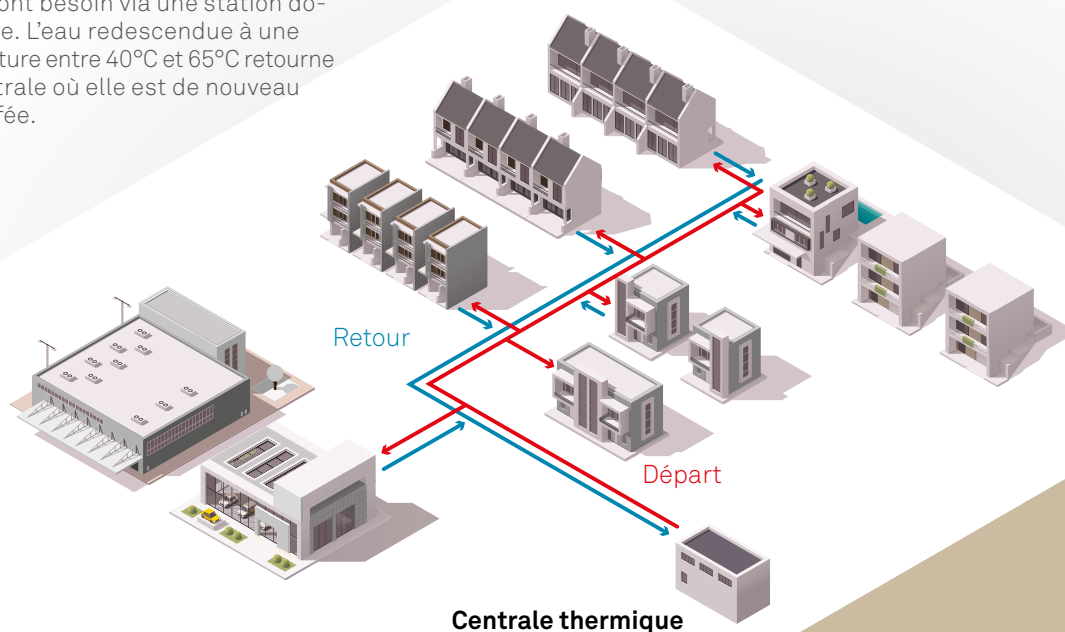 ont besoin via une station do-
e. L'eau redescendue à une
ture entre 40°C et 65°C retourne
trale où elle est de nouveau
fée.
Retour
Départ
Centrale thermique